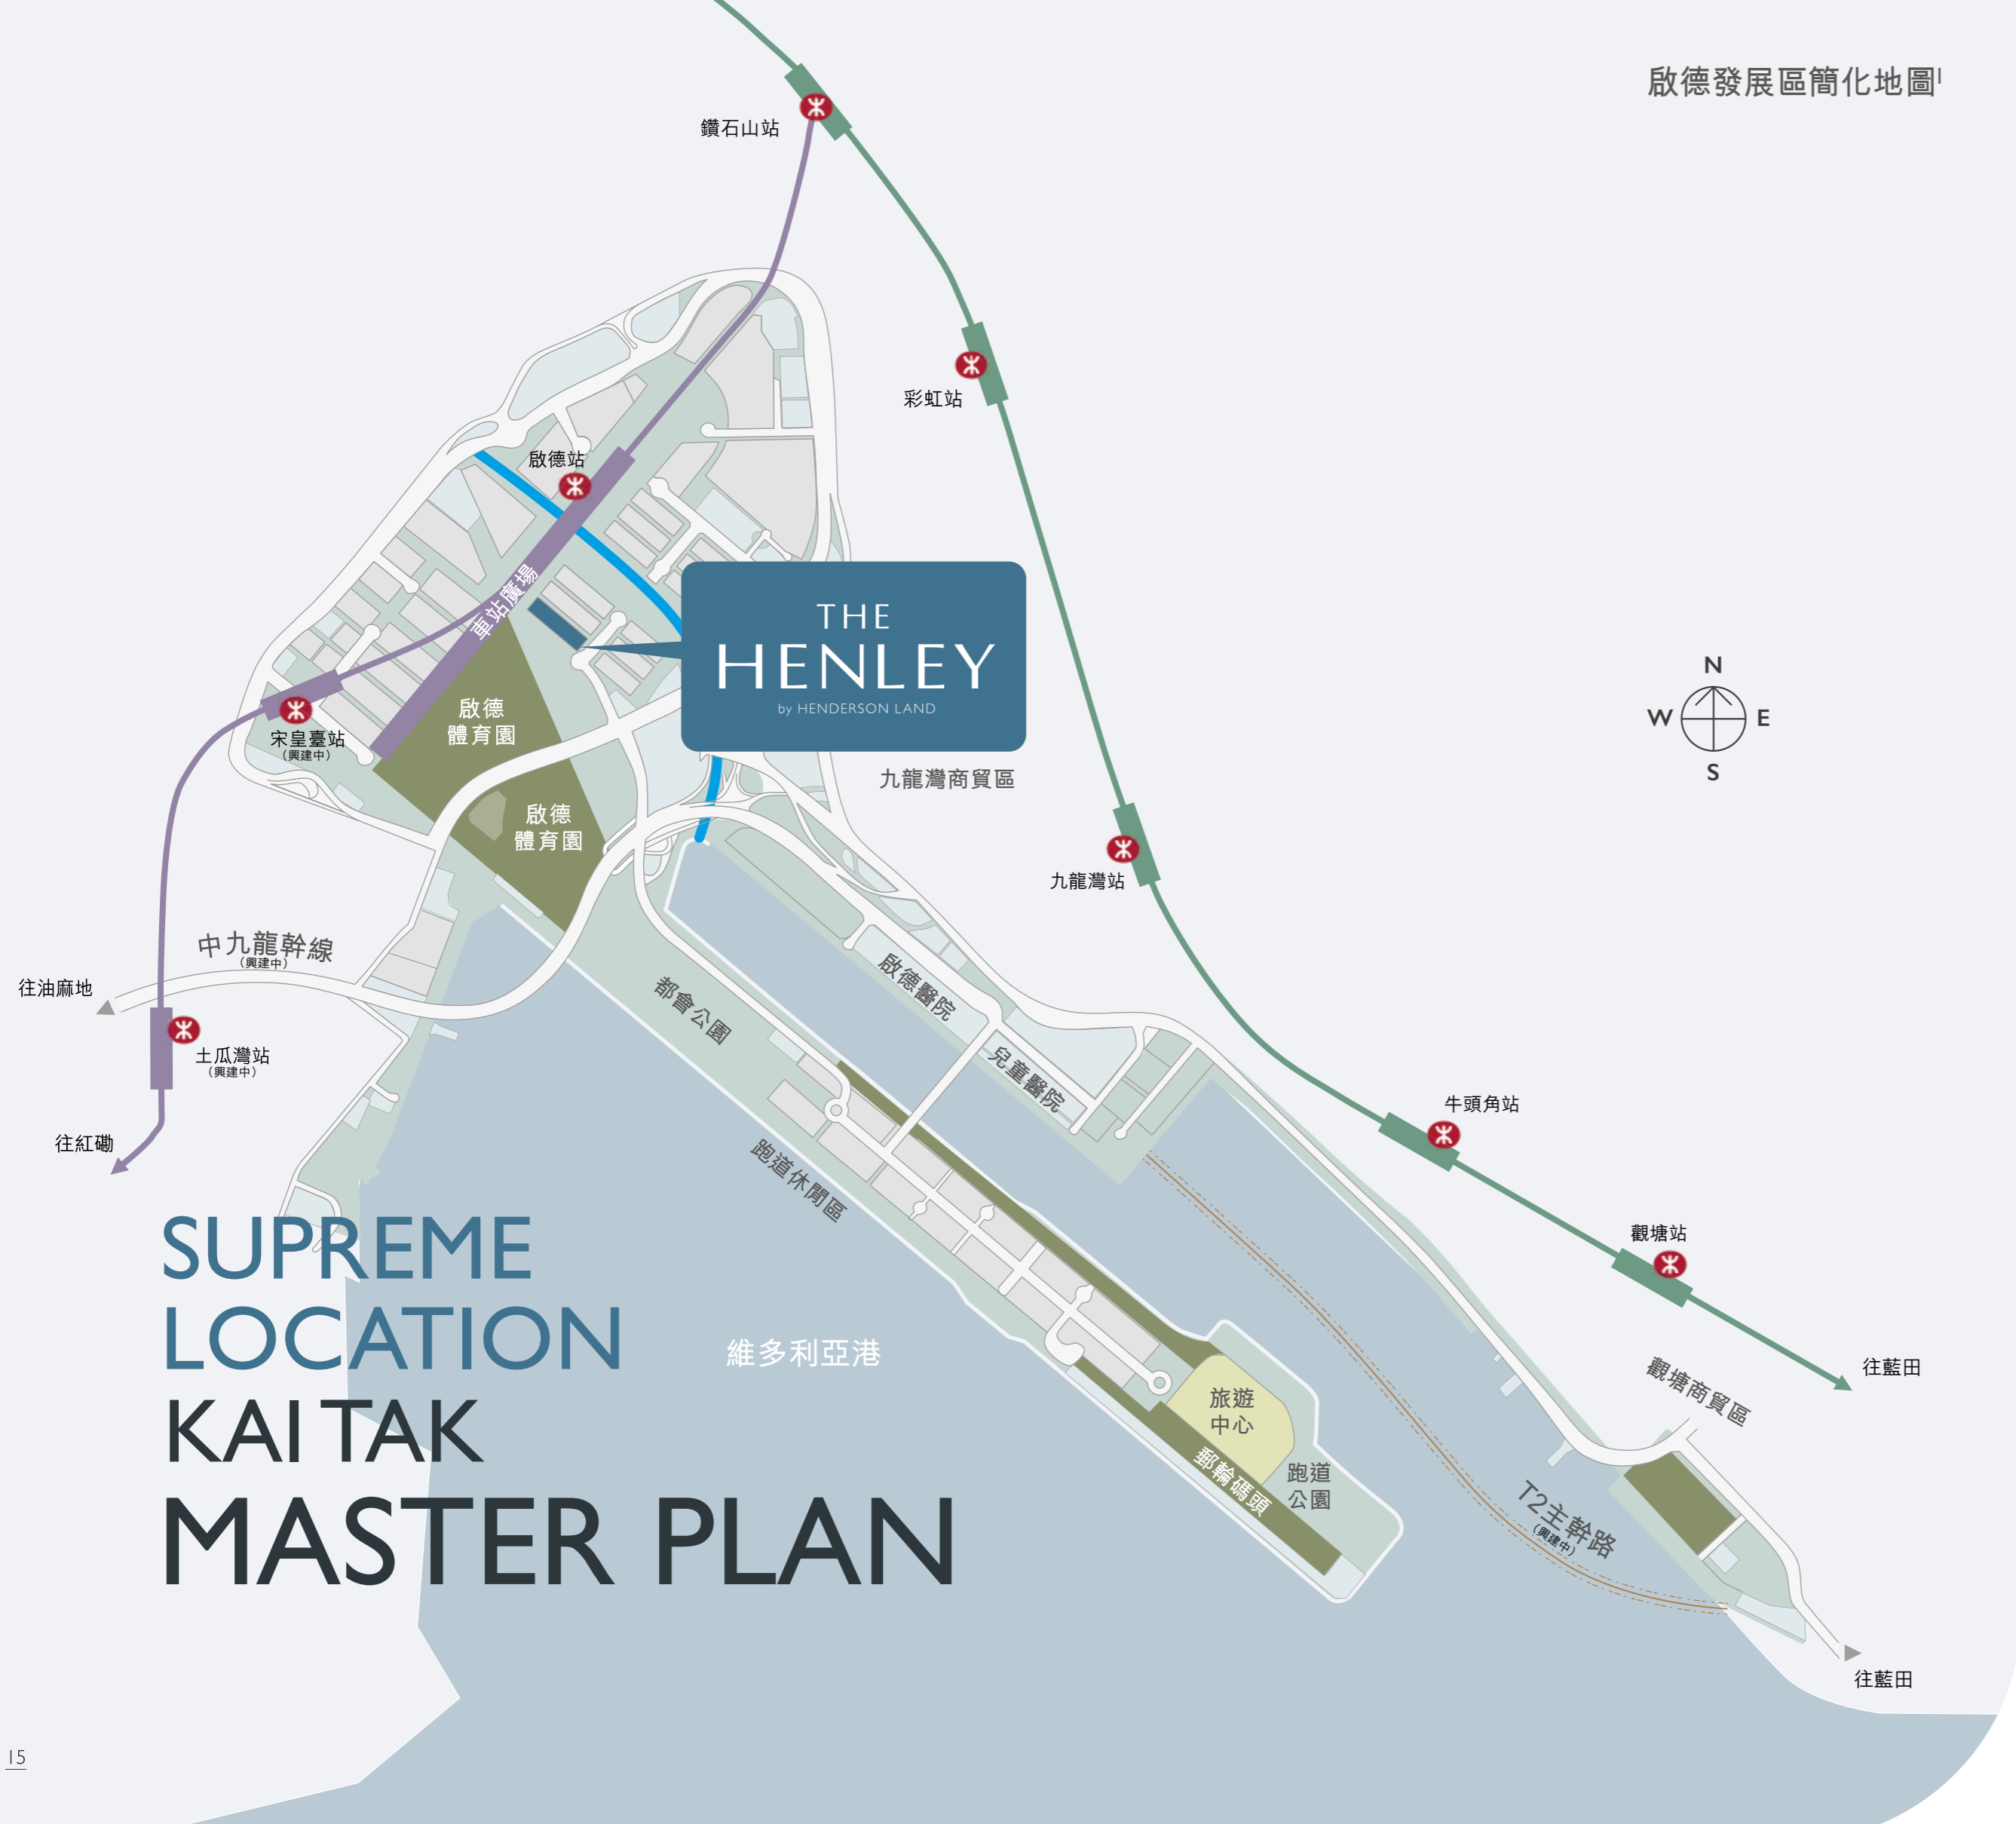 啟德發展區簡化地圖1
鑽石山站
彩虹站
啟德站
車站廣場
THE
HENLEY
by HENDERSON LAND
N
W
E
S
啟德
體育園
宋皇臺站
(興建中)
九龍灣商貿區
啟德
體育園
九龍灣站
中九龍幹線
(興建中)
往油麻地
啟德醫院
都會公園
土瓜灣站
(興建中)
兒童醫院
往紅磡
牛頭角站
跑道休閒區
觀塘站
SUPREME
LOCATION
KAI TAK
MASTER PLAN
維多利亞港
往藍田
觀塘商貿區
旅遊
中心
郵輪碼頭
跑道
公園
T2主幹路
(興建中)
往藍田
15